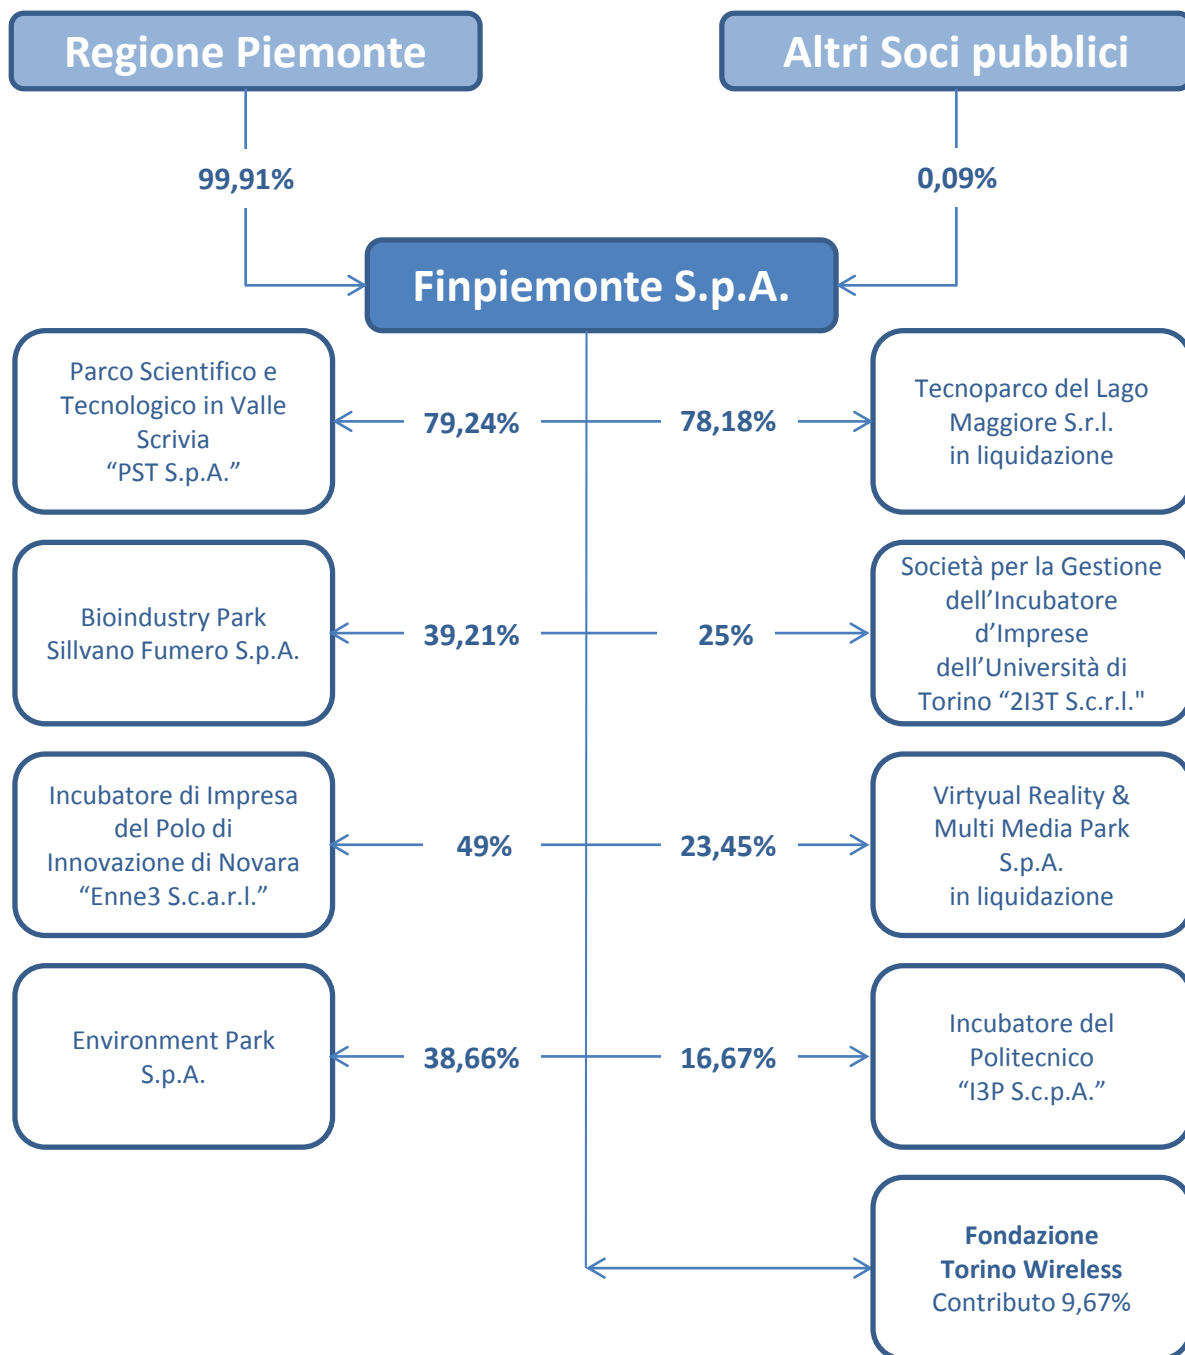 Regione Piemonte
Altri Soci pubblici
99,91%
0,09%
Finpiemonte S.p.A.
Parco Scientifico e
Tecnologico in Valle
Scrivia
“PST S.p.A.”
79,24%
78,18%
Tecnoparco del Lago
Maggiore S.r.l.
in liquidazione
Bioindustry Park
Sillvano Fumero S.p.A.
39,21%
25%
Società per la Gestione
dell’Incubatore
d’Imprese
dell’Università di
Torino “2I3T S.c.r.l."
Incubatore di Impresa
del Polo di
Innovazione di Novara
“Enne3 S.c.a.r.l.”
49%
23,45%
Virtyual Reality &
Multi Media Park
S.p.A.
in liquidazione
Environment Park
S.p.A.
38,66%
16,67%
Incubatore del
Politecnico
“I3P S.c.p.A.”
Fondazione
Torino Wireless
Contributo 9,67%